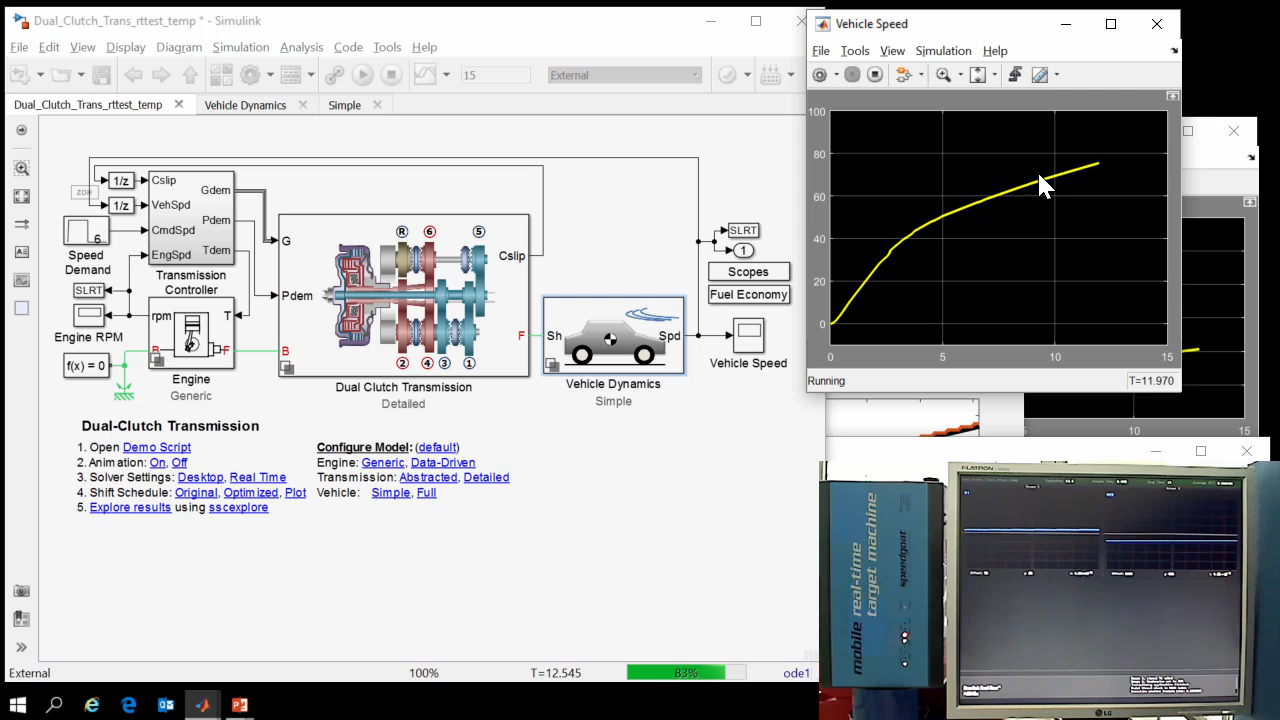 Dual_Clutch_Trans_rttest_temp * - Simulink
File Edit View Display Diagram Simulation Analysis Code Tools Help
15
External
Dual_Clutch_Trans_rttest_temp
Vehicle Dynamics
Simple
ZOH
1/z
1/z
Cslip
VehSpd
CmdSpd
EngSpd
Gdem
Pdem
Tdem
6
Speed
Demand
Transmission
Controller
SLRT
Engine RPM
rpm
T
B
F
f(x) = 0
Engine
Generic
G
Pdem
B
R
6
5
2
4
3
1
Cslip
F
Dual Clutch Transmission
Detailed
Sh
Spd
Vehicle Dynamics
Simple
SLRT
1
Scopes
Fuel Economy
Vehicle Speed
Dual-Clutch Transmission
1. Open Demo Script
2. Animation: On, Off
3. Solver Settings: Desktop, Real Time
4. Shift Schedule: Original, Optimized, Plot
5. Explore results using sscexplore
Configure Model: (default)
Engine: Generic, Data-Driven
Transmission: Abstracted, Detailed
Vehicle: Simple, Full
External
100%
T=12.545
83%
ode1
Vehicle Speed
File Tools View Simulation Help
100
80
60
40
20
0
0 5 10 15
Running
T=11.970
10 15
mobile real-time
target machine
speedgoat
FLATRON
LG